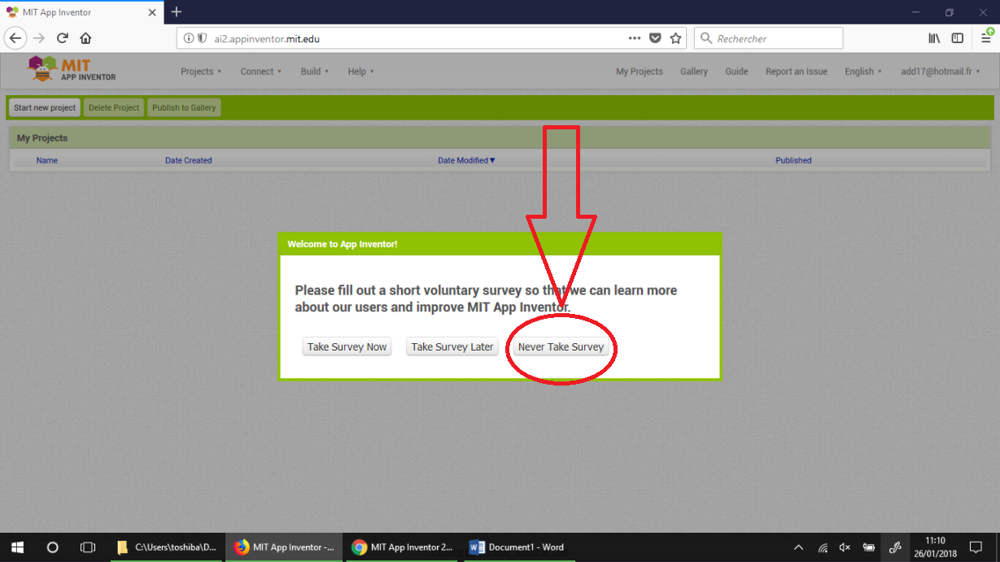 MIT App Inventor
ai2.appinventor.mit.edu
Rechercher
MIT
APP INVENTOR
Projects
Connect
Build
Help
My Projects
Gallery
Guide
Report an Issue
English
add17@hotmail.fr
Start new project
Delete Project
Publish to Gallery
My Projects
Name
Date Created
Date Modified
Published
Welcome to App Inventor!
Please fill out a short voluntary survey so that we can learn more
about our users and improve MIT App Inventor.
Take Survey Now
Take Survey Later
Never Take Survey
C:\Users\toshiba\D...
MIT App Inventor -...
MIT App Inventor 2...
Document1 - Word
11:10
26/01/2018